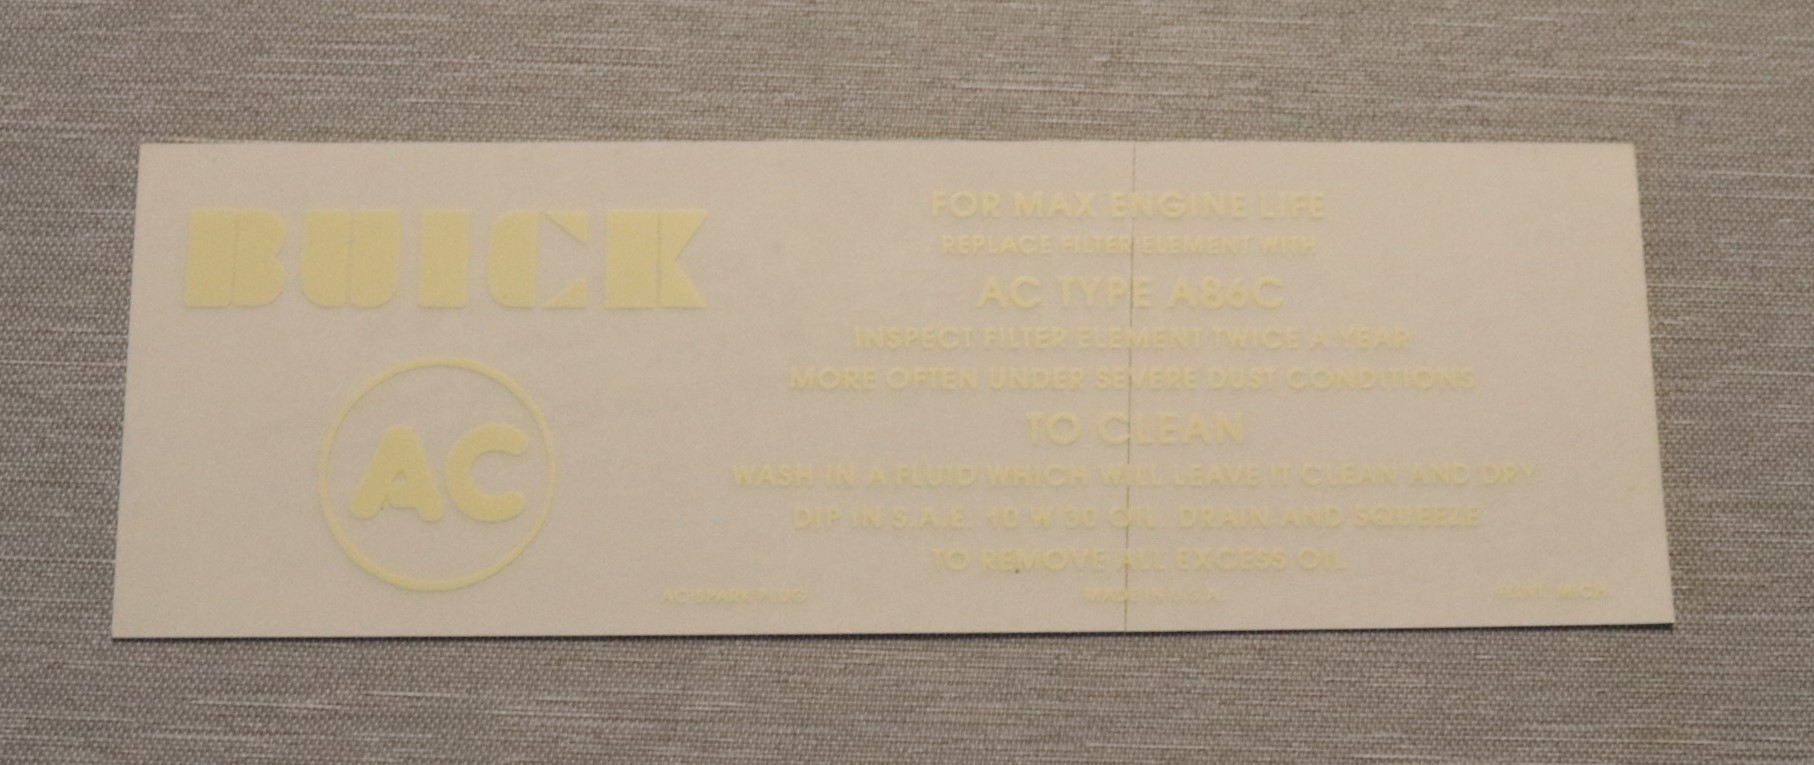 BUICK
AC
FOR MAX ENGINE LIFE
REPLACE FILTER ELEMENT WITH
AC TYPE A86C
INSPECT FILTER ELEMENT TWICE A YEAR
MORE OFTEN UNDER SEVERE DUST CONDITIONS
TO CLEAN
WASH IN A FLUID WHICH WILL LEAVE IT CLEAN AND DRY
DIP IN S.A.E. 10 W 30 OIL. DRAIN AND SQUEEZE
TO REMOVE ALL EXCESS OIL
AC SPARK PLUG MADE IN U.S.A. FLINT MICH.